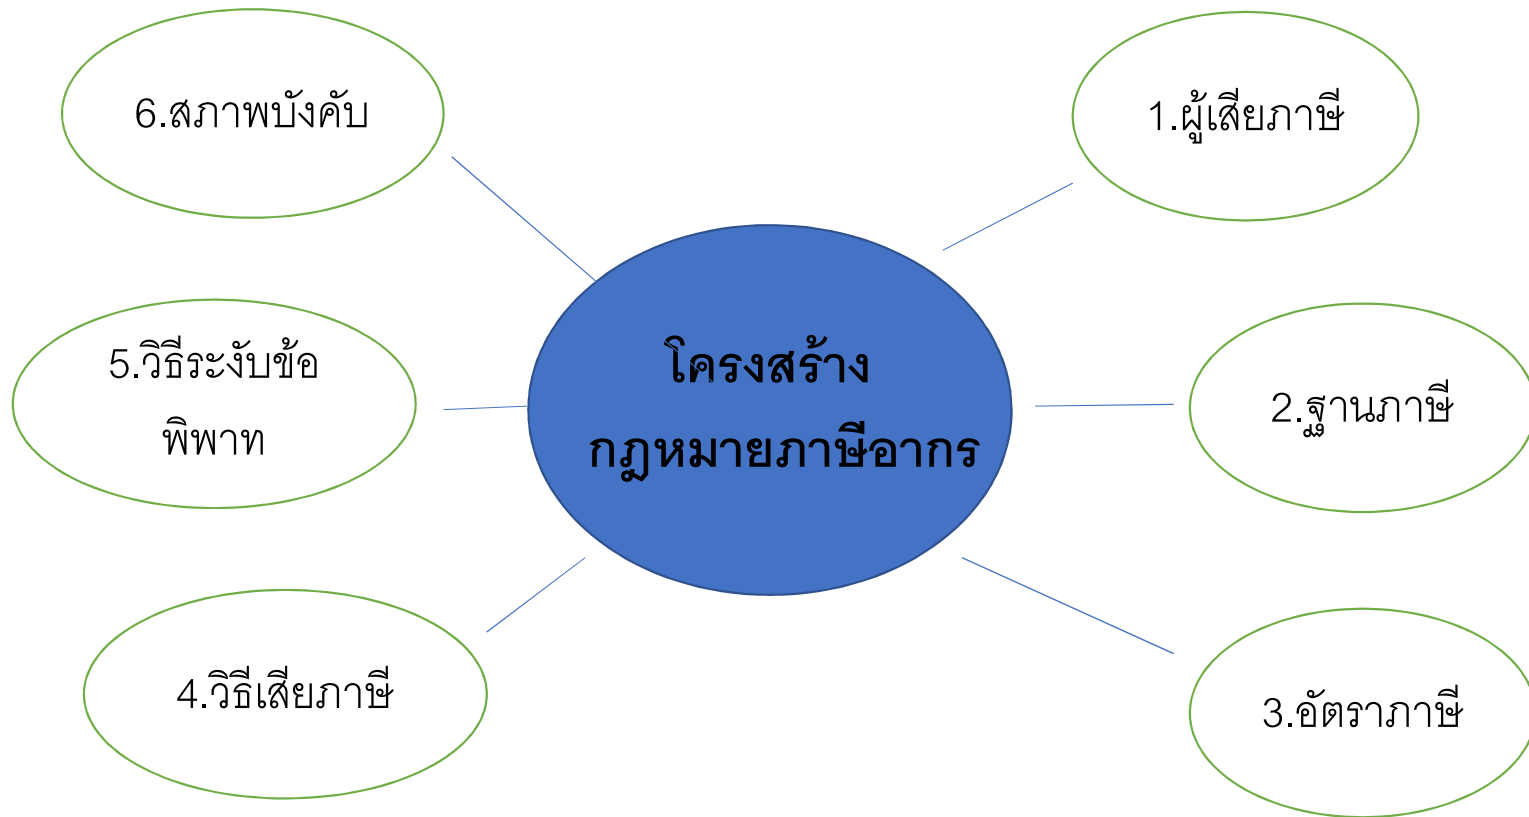 โครงสร้าง
กฎหมายภาษีอากร
1.ผู้เสียภาษี
2.ฐานภาษี
3.อัตราภาษี
4.วิธีเสียภาษี
5.วิธีระงับข้อ
พิพาท
6.สภาพบังคับ